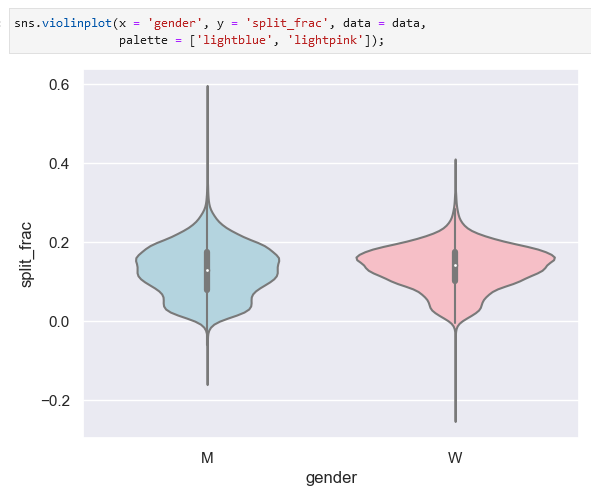 sns.violinplot(x = 'gender', y = 'split_frac', data = data,
palette = ['lightblue', 'lightpink']);
0.6
0.4
0.2
0.0
−0.2
split_frac
M
W
gender